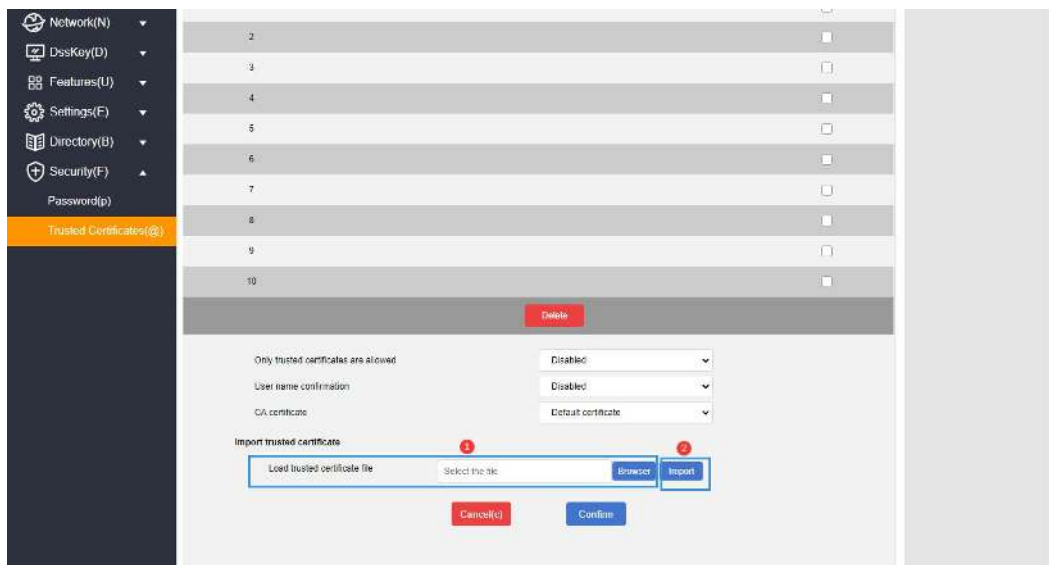 Network(N)
DssKey(D)
Features(U)
Settings(E)
Directory(B)
Security(F)
Password(p)
Trusted Certificates(@)
2
3
4
5
6
7
8
9
10
Delete
Only trusted certificates are allowed Disabled
User name confirmation Disabled
CA certificate Default certificate
Import trusted certificate
1 2
Load trusted certificate file Select the file Browser Import
Cancel(c) Confirm